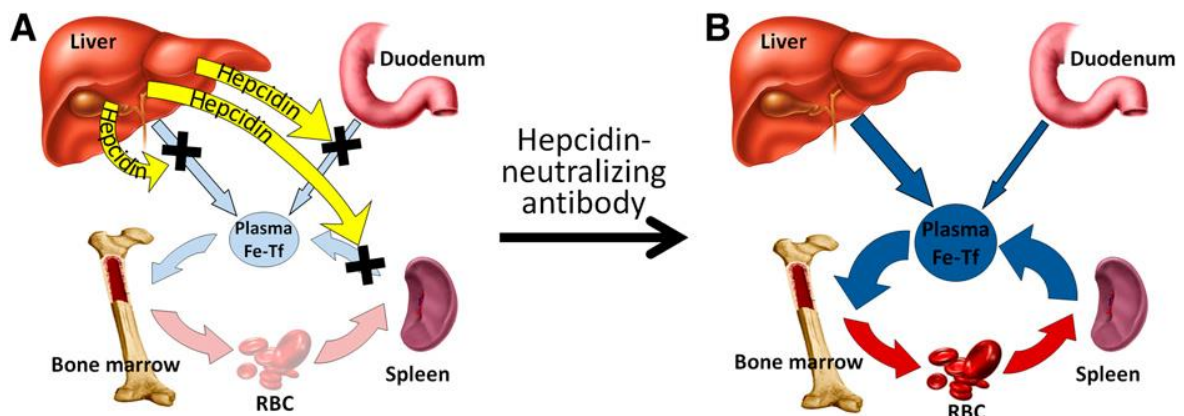 A
Liver
Duodenum
Hepcidin
Hepcidin
Hepcidin
Plasma
Fe-Tf
Bone marrow
Spleen
RBC
Hepcidin-
neutralizing
antibody
B
Liver
Duodenum
Plasma
Fe-Tf
Bone marrow
Spleen
RBC